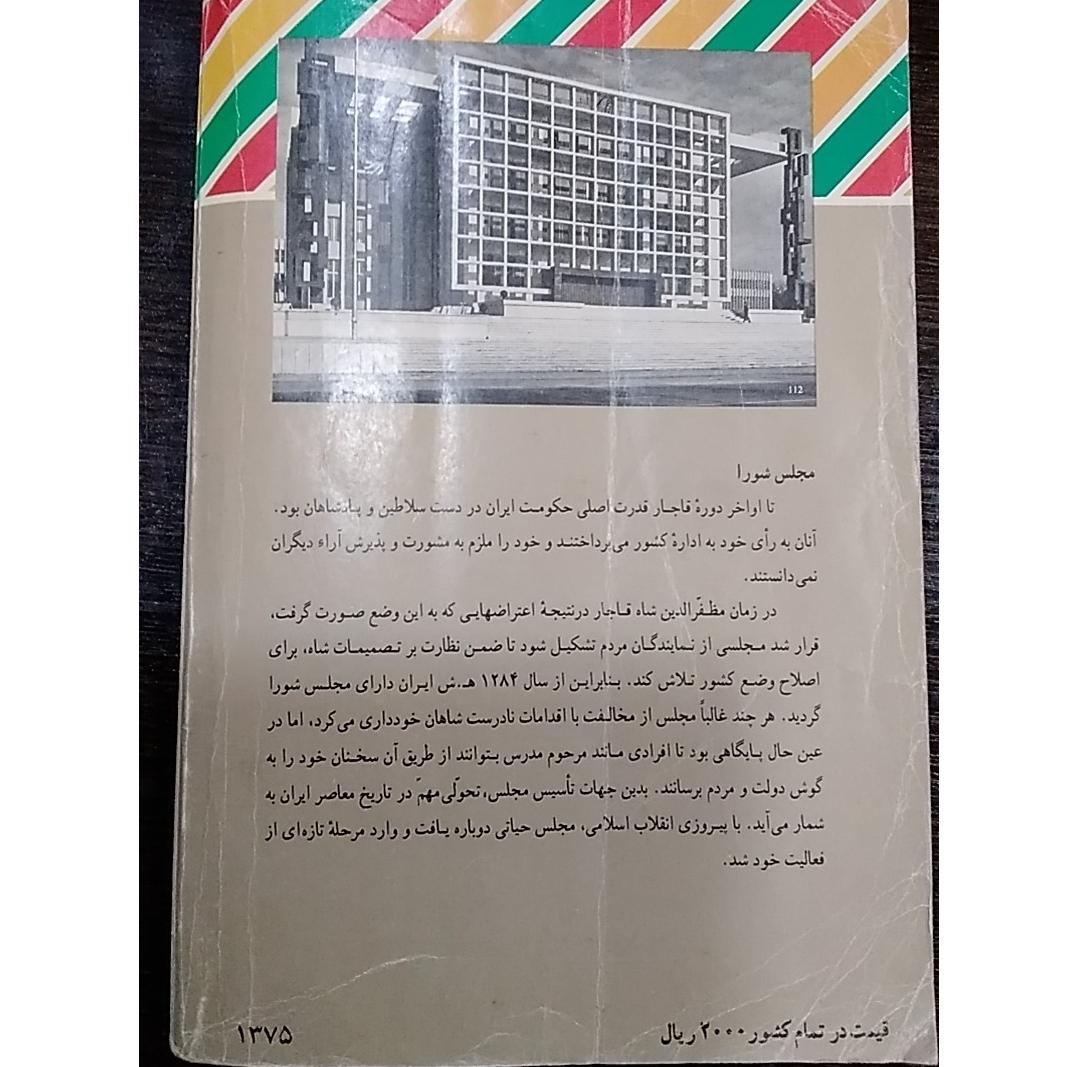 112
مجلس شورا
تا اواخر دورهٔ قاجار قدرت اصلی حکومت ایران در دست سلاطین و پادشاهان بود.
آنان به رأی خود به ادارهٔ کشور می‌پرداختند و خود را ملزم به مشورت و پذیرش آراء دیگران
نمی‌دانستند.
در زمان مظفّرالدین شاه قاجار درنتیجهٔ اعتراضهایی که به این وضع صورت گرفت،
قرار شد مجلسی از نمایندگان مردم تشکیل شود تا ضمن نظارت بر تصمیمات شاه، برای
اصلاح وضع کشور تلاش کند. بنابراین از سال ۱۲۸۴ هـ.ش ایران دارای مجلس شورا
گردید. هر چند غالباً مجلس از مخالفت با اقدامات نادرست شاهان خودداری می‌کرد، اما در
عین حال پایگاهی بود تا افرادی مانند مرحوم مدرس بتوانند از طریق آن سخنان خود را به
گوش دولت و مردم برسانند. بدین جهات تأسیس مجلس، تحولّی مهمّ در تاریخ معاصر ایران به
شمار می‌آید. با پیروزی انقلاب اسلامی، مجلس حیاتی دوباره یافت و وارد مرحلهٔ تازه‌ای از
فعالیت خود شد.
قیمت در تمام کشور ۲۰۰۰ ریال
۱۳۷۵